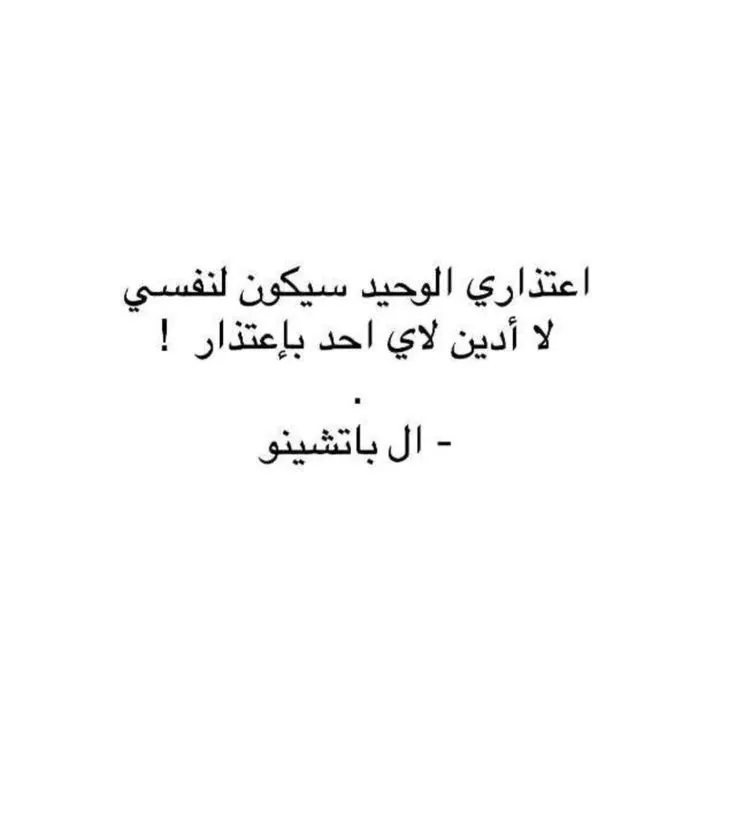 اعتذاري الوحيد سيكون لنفسي
لا أدين لاي احد بإعتذار !
.
- ال باتشينو